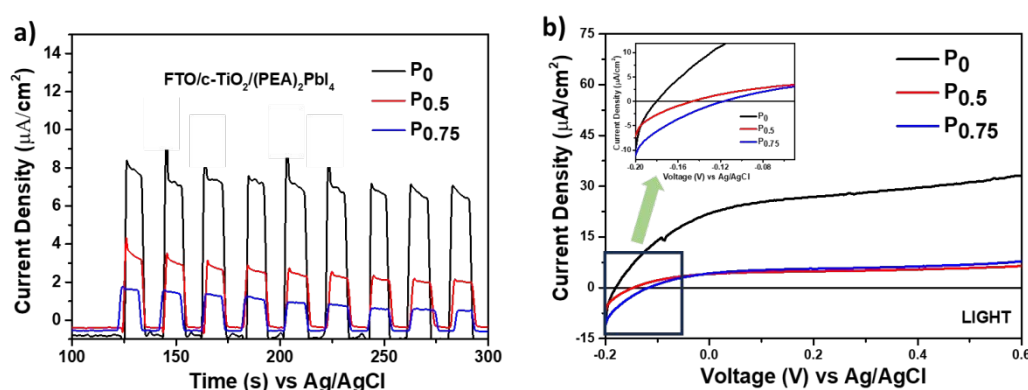 a)
FTO/c-TiO₂/(PEA)₂PbI₄
P₀
P₀.₅
P₀.₇₅
Current Density (μA/cm²)
14
12
10
8
6
4
2
0
100
150
200
250
300
Time (s) vs Ag/AgCl
b)
P₀
P₀.₅
P₀.₇₅
Current Density (μA/cm²)
75
60
45
30
15
0
-15
-0.2
0.0
0.2
0.4
0.6
Voltage (V) vs Ag/AgCl
LIGHT
Current Density (μA/cm²)
10
5
0
-5
-10
-0.20
-0.16
-0.12
-0.08
Voltage (V) vs Ag/AgCl
P₀
P₀.₅
P₀.₇₅